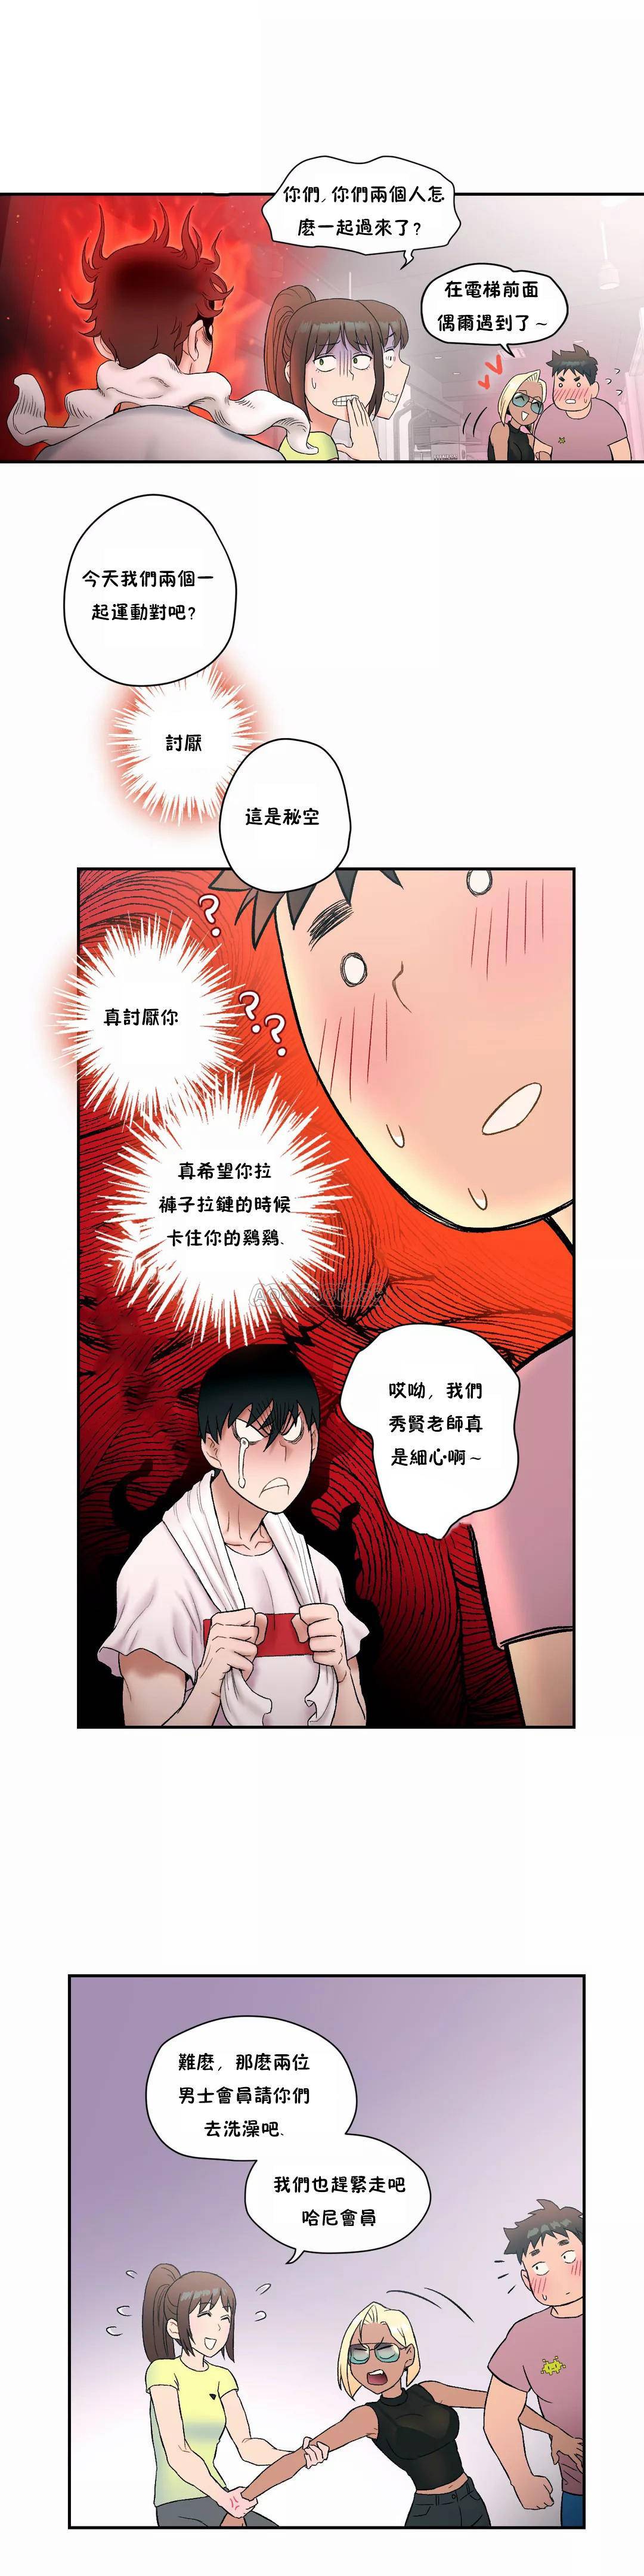 你們, 你們兩個人怎
麽一起過來了?
在電梯前面
偶爾遇到了~
今天我們兩個一
起運動對吧?
討厭
這是秘空
真討厭你
真希望你拉
褲子拉鏈的時候
卡住你的鷄鷄.
哎呦, 我們
秀賢老師真
是細心啊~
難麽, 那麽兩位
男士會員請你們
去洗澡吧.
我們也趕緊走吧
哈尼會員